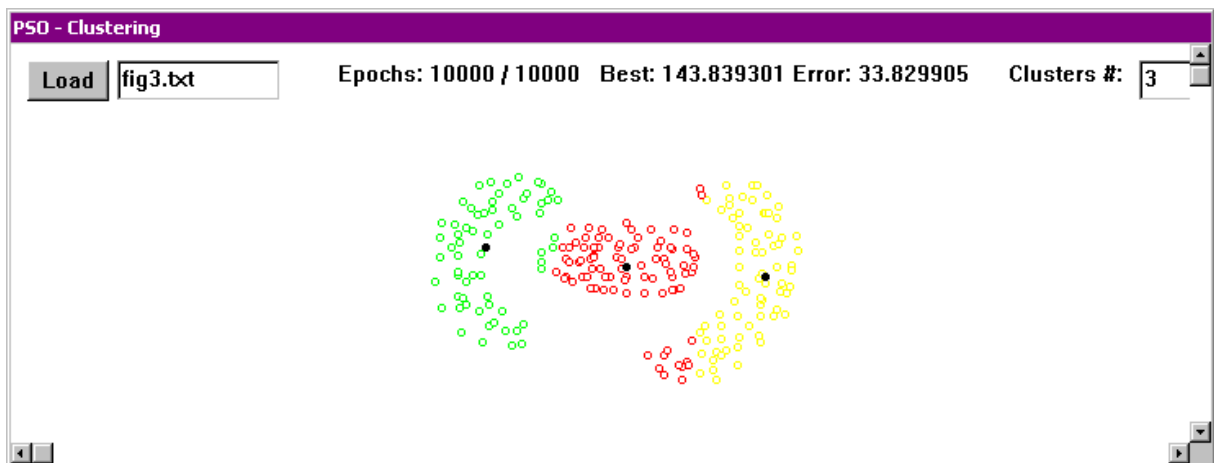 PSO - Clustering
Load fig3.txt Epochs: 10000 / 10000 Best: 143.839301 Error: 33.829905 Clusters #: 3